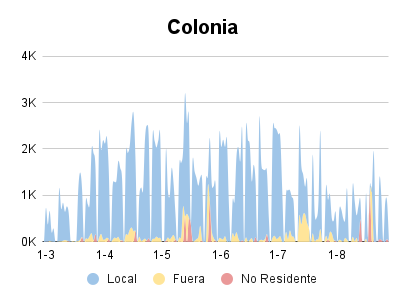 Colonia
4K
3K
2K
1K
0K
1-3 1-4 1-5 1-6 1-7 1-8
Local Fuera No Residente